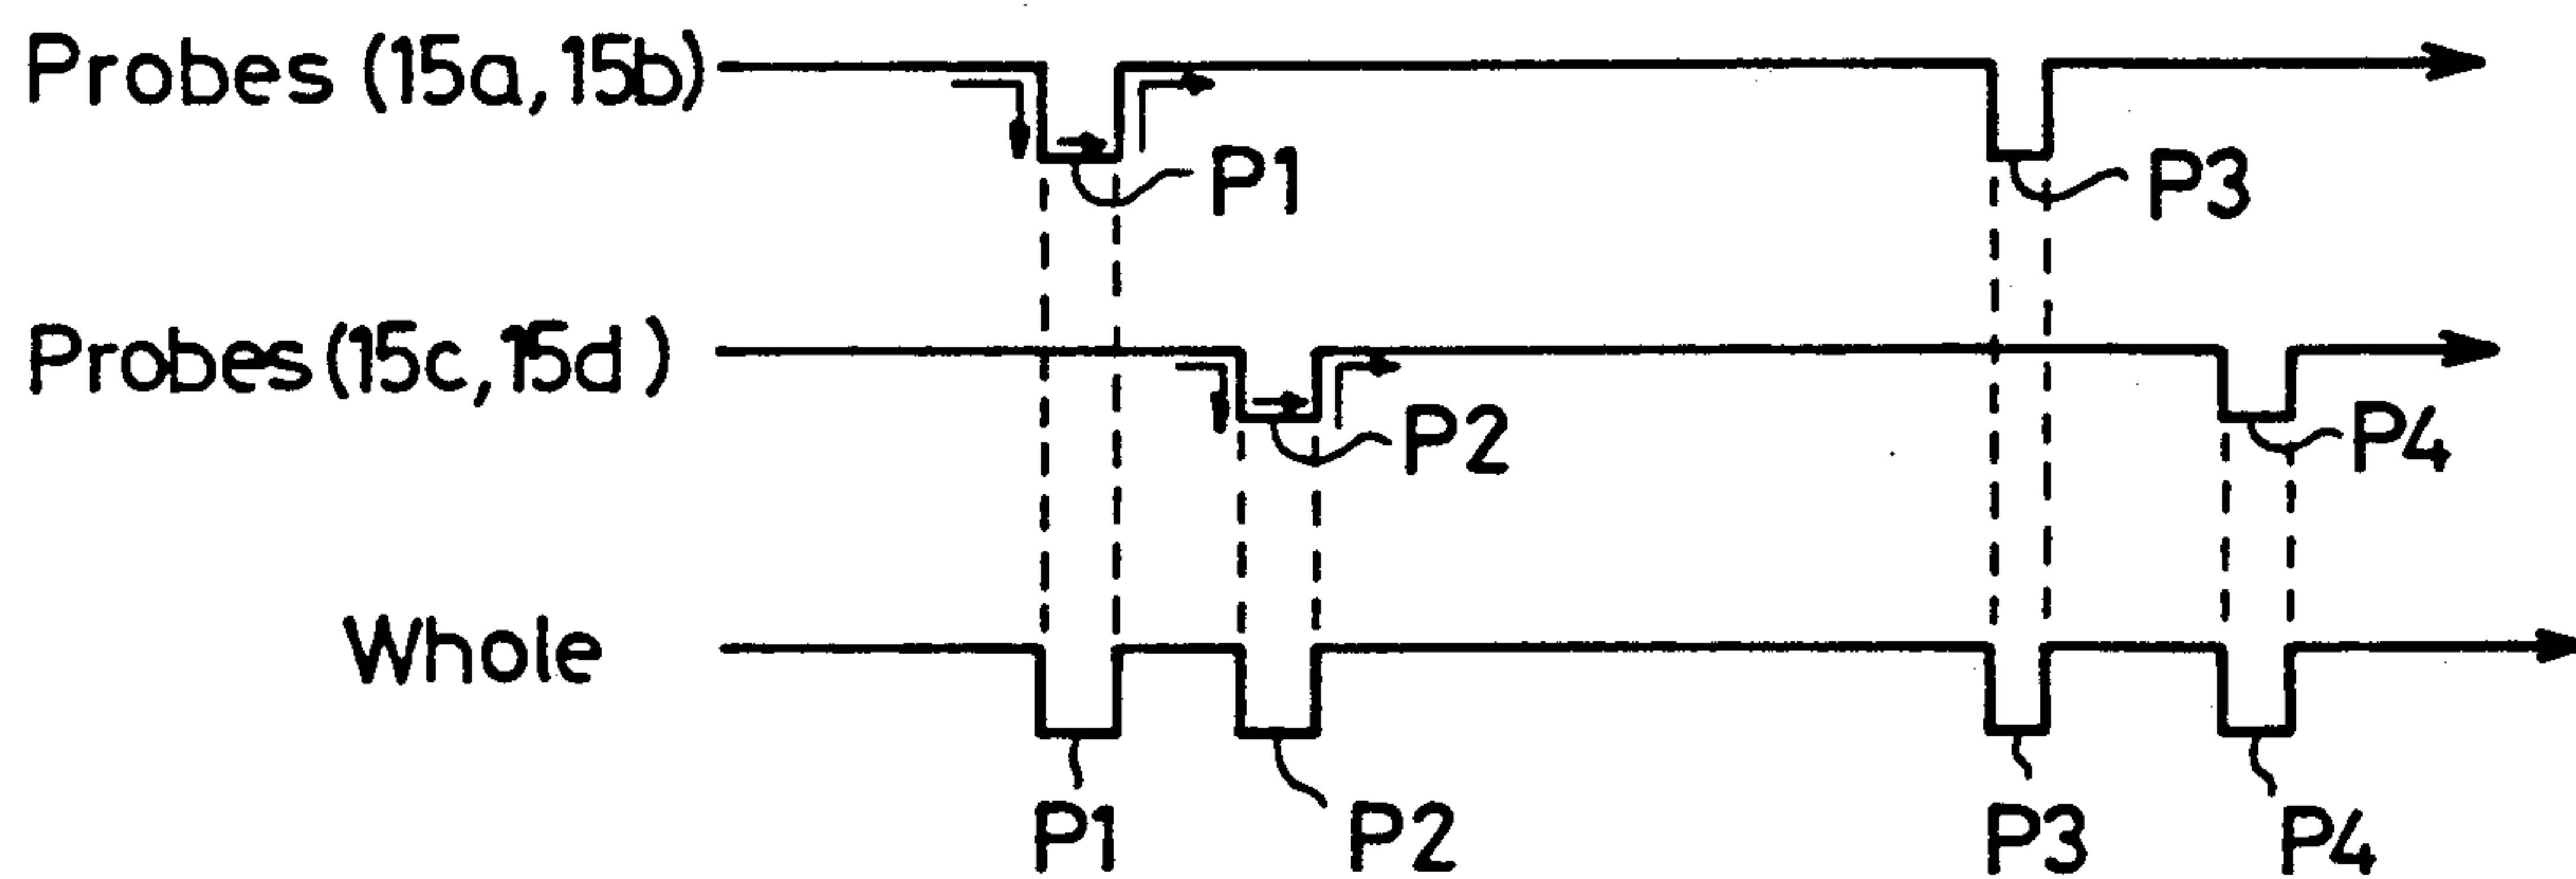 Probes (15a, 15b)
P1
P3
Probes (15c, 15d)
P2
P4
Whole
P1
P2
P3
P4